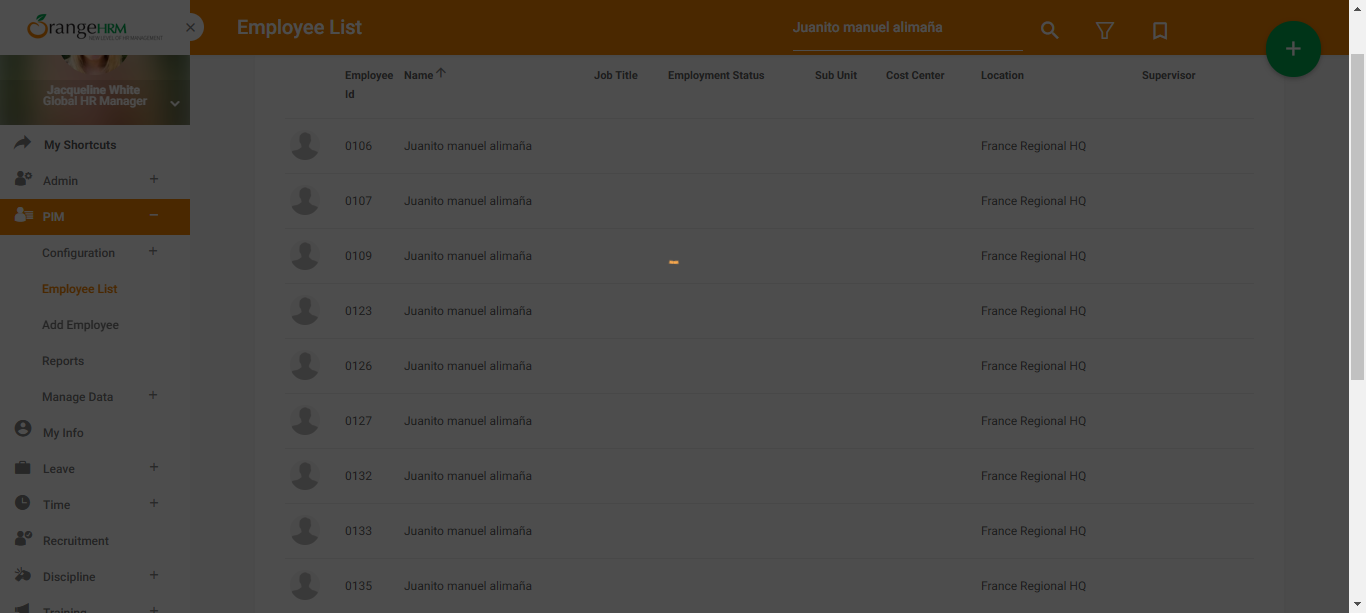 OrangeHRM
NEW LEVEL OF HR MANAGEMENT
Employee List
Juanito manuel alimaña
Jacqueline White
Global HR Manager
My Shortcuts
Admin
PIM
Configuration
Employee List
Add Employee
Reports
Manage Data
My Info
Leave
Time
Recruitment
Discipline
Training
Employee Id Name Job Title Employment Status Sub Unit Cost Center Location Supervisor
0106 Juanito manuel alimaña France Regional HQ
0107 Juanito manuel alimaña France Regional HQ
0109 Juanito manuel alimaña France Regional HQ
0123 Juanito manuel alimaña France Regional HQ
0126 Juanito manuel alimaña France Regional HQ
0127 Juanito manuel alimaña France Regional HQ
0132 Juanito manuel alimaña France Regional HQ
0133 Juanito manuel alimaña France Regional HQ
0135 Juanito manuel alimaña France Regional HQ